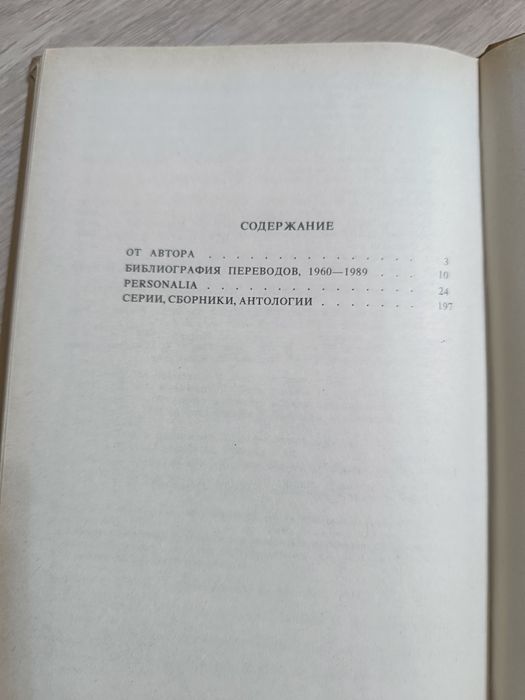 СОДЕРЖАНИЕ
ОТ АВТОРА . . . . . . . . . . . . . . . 3
БИБЛИОГРАФИЯ ПЕРЕВОДОВ, 1960—1989 . . . 10
PERSONALIA . . . . . . . . . . . . . . . 24
СЕРИИ, СБОРНИКИ, АНТОЛОГИИ . . . . . . . 197